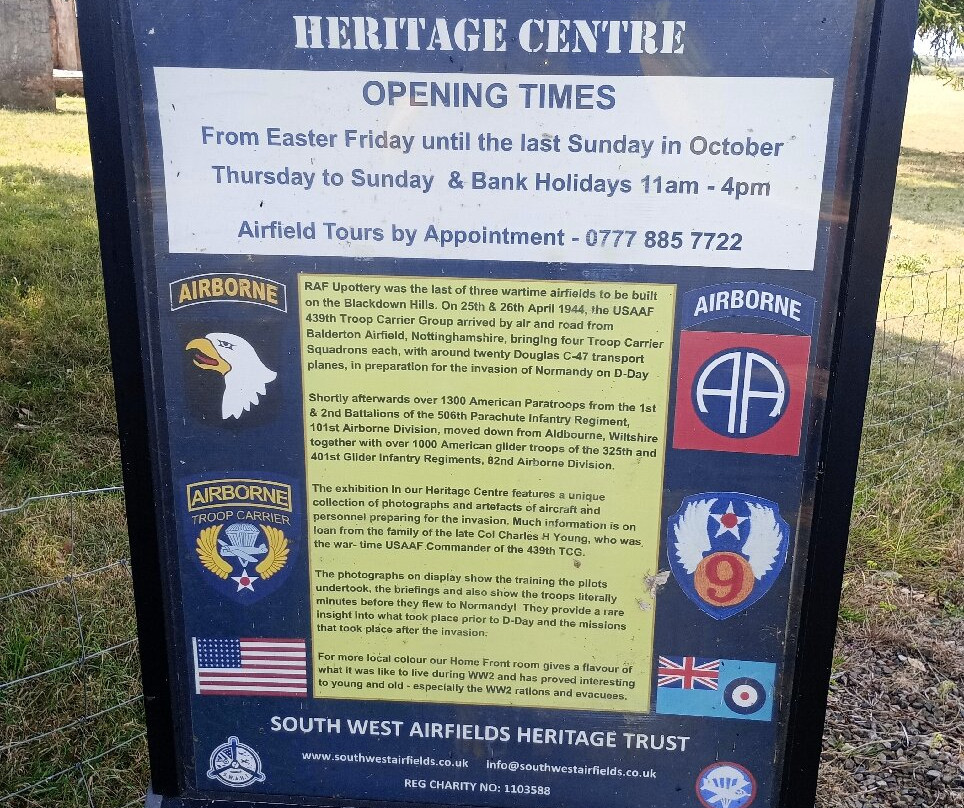 HERITAGE CENTRE
OPENING TIMES
From Easter Friday until the last Sunday in October
Thursday to Sunday & Bank Holidays 11am - 4pm
Airfield Tours by Appointment - 0777 885 7722
AIRBORNE
RAF Upottery was the last of three wartime airfields to be built
on the Blackdown Hills. On 25th & 26th April 1944, the USAAF
439th Troop Carrier Group arrived by air and road from
Balderton Airfield, Nottinghamshire, bringing four Troop Carrier
Squadrons each, with around twenty Douglas C-47 transport
planes, in preparation for the invasion of Normandy on D-Day
Shortly afterwards over 1300 American Paratroops from the 1st
& 2nd Battalions of the 506th Parachute Infantry Regiment,
101st Airborne Division, moved down from Aldbourne, Wiltshire
together with over 1000 American glider troops of the 325th and
401st Glider Infantry Regiments, 82nd Airborne Division.
The exhibition in our Heritage Centre features a unique
collection of photographs and artefacts of aircraft and
personnel preparing for the invasion. Much information is on
loan from the family of the late Col Charles H Young, who was
the war- time USAAF Commander of the 439th TCG.
The photographs on display show the training the pilots
undertook, the briefings and also show the troops literally
minutes before they flew to Normandy! They provide a rare
insight into what took place prior to D-Day and the missions
that took place after the invasion.
For more local colour our Home Front room gives a flavour of
what it was like to live during WW2 and has proved interesting
to young and old - especially the WW2 rations and evacuees.
AIRBORNE
AA
AIRBORNE
TROOP CARRIER
9
SOUTH WEST AIRFIELDS HERITAGE TRUST
www.southwestairfields.co.uk info@southwestairfields.co.uk
REG CHARITY NO: 1103588
S.W.A.H.T